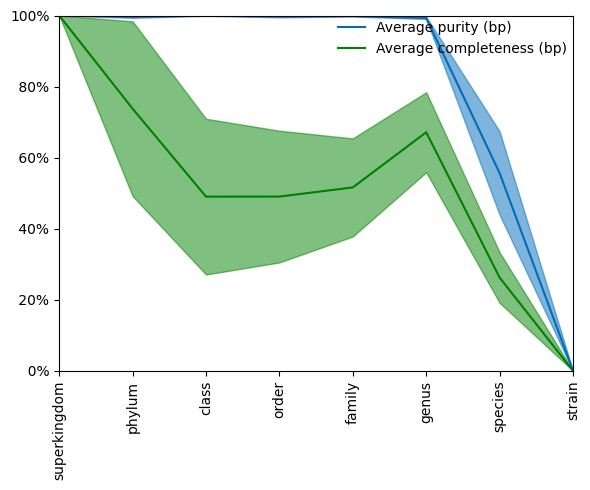 100%
80%
60%
40%
20%
0%
Average purity (bp)
Average completeness (bp)
superkingdom
phylum
class
order
family
genus
species
strain